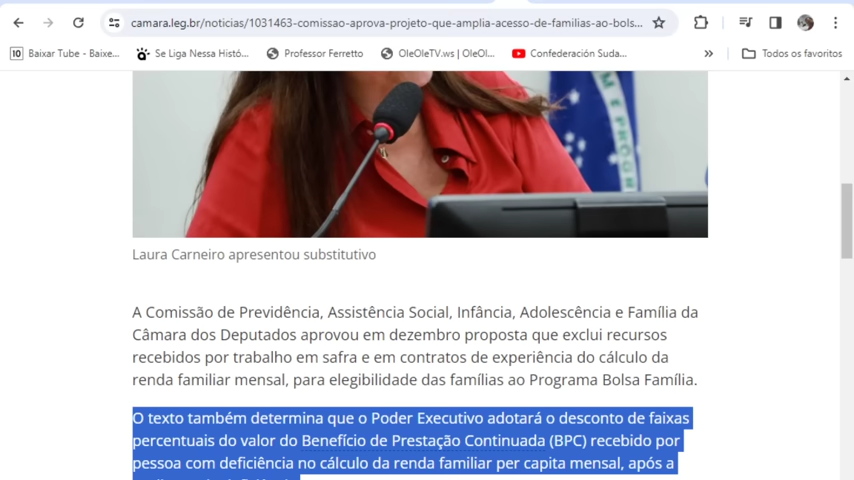 camara.leg.br/noticias/1031463-comissao-aprova-projeto-que-amplia-acesso-de-familias-ao-bols...
10 Baixar Tube - Baixe...
Se Liga Nessa Histó...
Professor Ferretto
OleOleTV.ws | OleOl...
Confederación Suda...
»
Todos os favoritos
M E PROGR
Laura Carneiro apresentou substitutivo
A Comissão de Previdência, Assistência Social, Infância, Adolescência e Família da
Câmara dos Deputados aprovou em dezembro proposta que exclui recursos
recebidos por trabalho em safra e em contratos de experiência do cálculo da
renda familiar mensal, para elegibilidade das famílias ao Programa Bolsa Família.
O texto também determina que o Poder Executivo adotará o desconto de faixas
percentuais do valor do Benefício de Prestação Continuada (BPC) recebido por
pessoa com deficiência no cálculo da renda familiar per capita mensal, após a